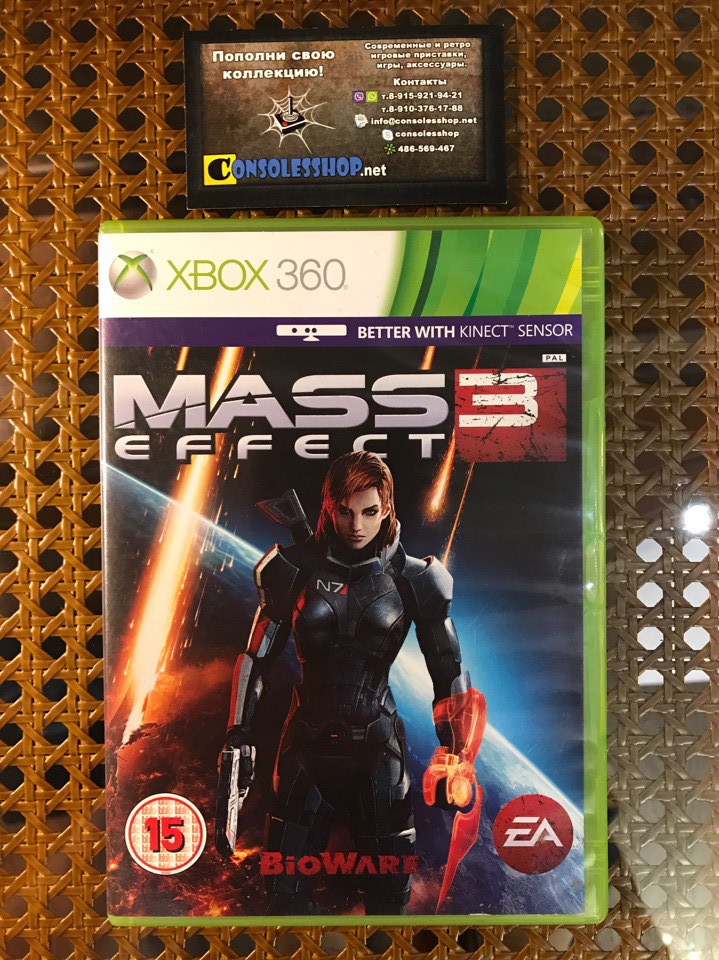 Пополни свою
коллекцию!
CONSOLESSHOP.net
Современные и ретро
игровые приставки,
игры, аксессуары.
Контакты
т.8-915-921-94-21
т.8-910-376-17-88
info@consolesshop.net
consolesshop
486-569-467
XBOX 360
BETTER WITH KINECT™ SENSOR
PAL
MASS 3
EFFECT
N7
15
BIOWARE
EA